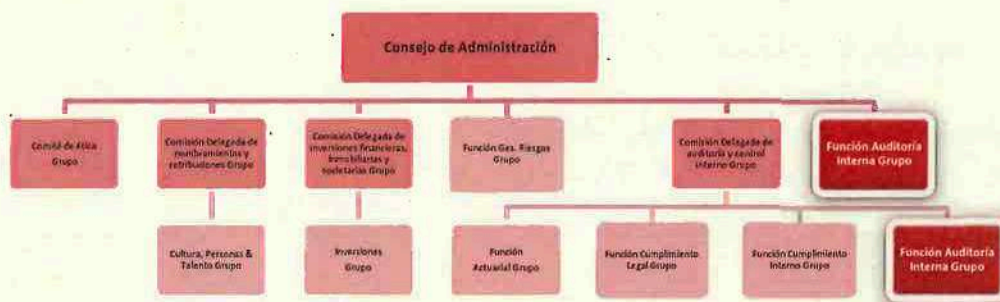 Consejo de Administración
Comité de Ética
Grupo
Comisión Delegada de
nombramientos y
retribuciones Grupo
Comisión Delegada de
inversiones financieras,
inmobiliarias y
societarias Grupo
Función Ges. Riesgos
Grupo
Comisión Delegada de
auditoría y control
interno Grupo
Función Auditoría
Interna Grupo
Cultura, Personas &
Talento Grupo
Inversiones
Grupo
Función
Actuarial Grupo
Función Cumplimiento
Legal Grupo
Función Cumplimiento
Interno Grupo
Función Auditoría
Interna Grupo